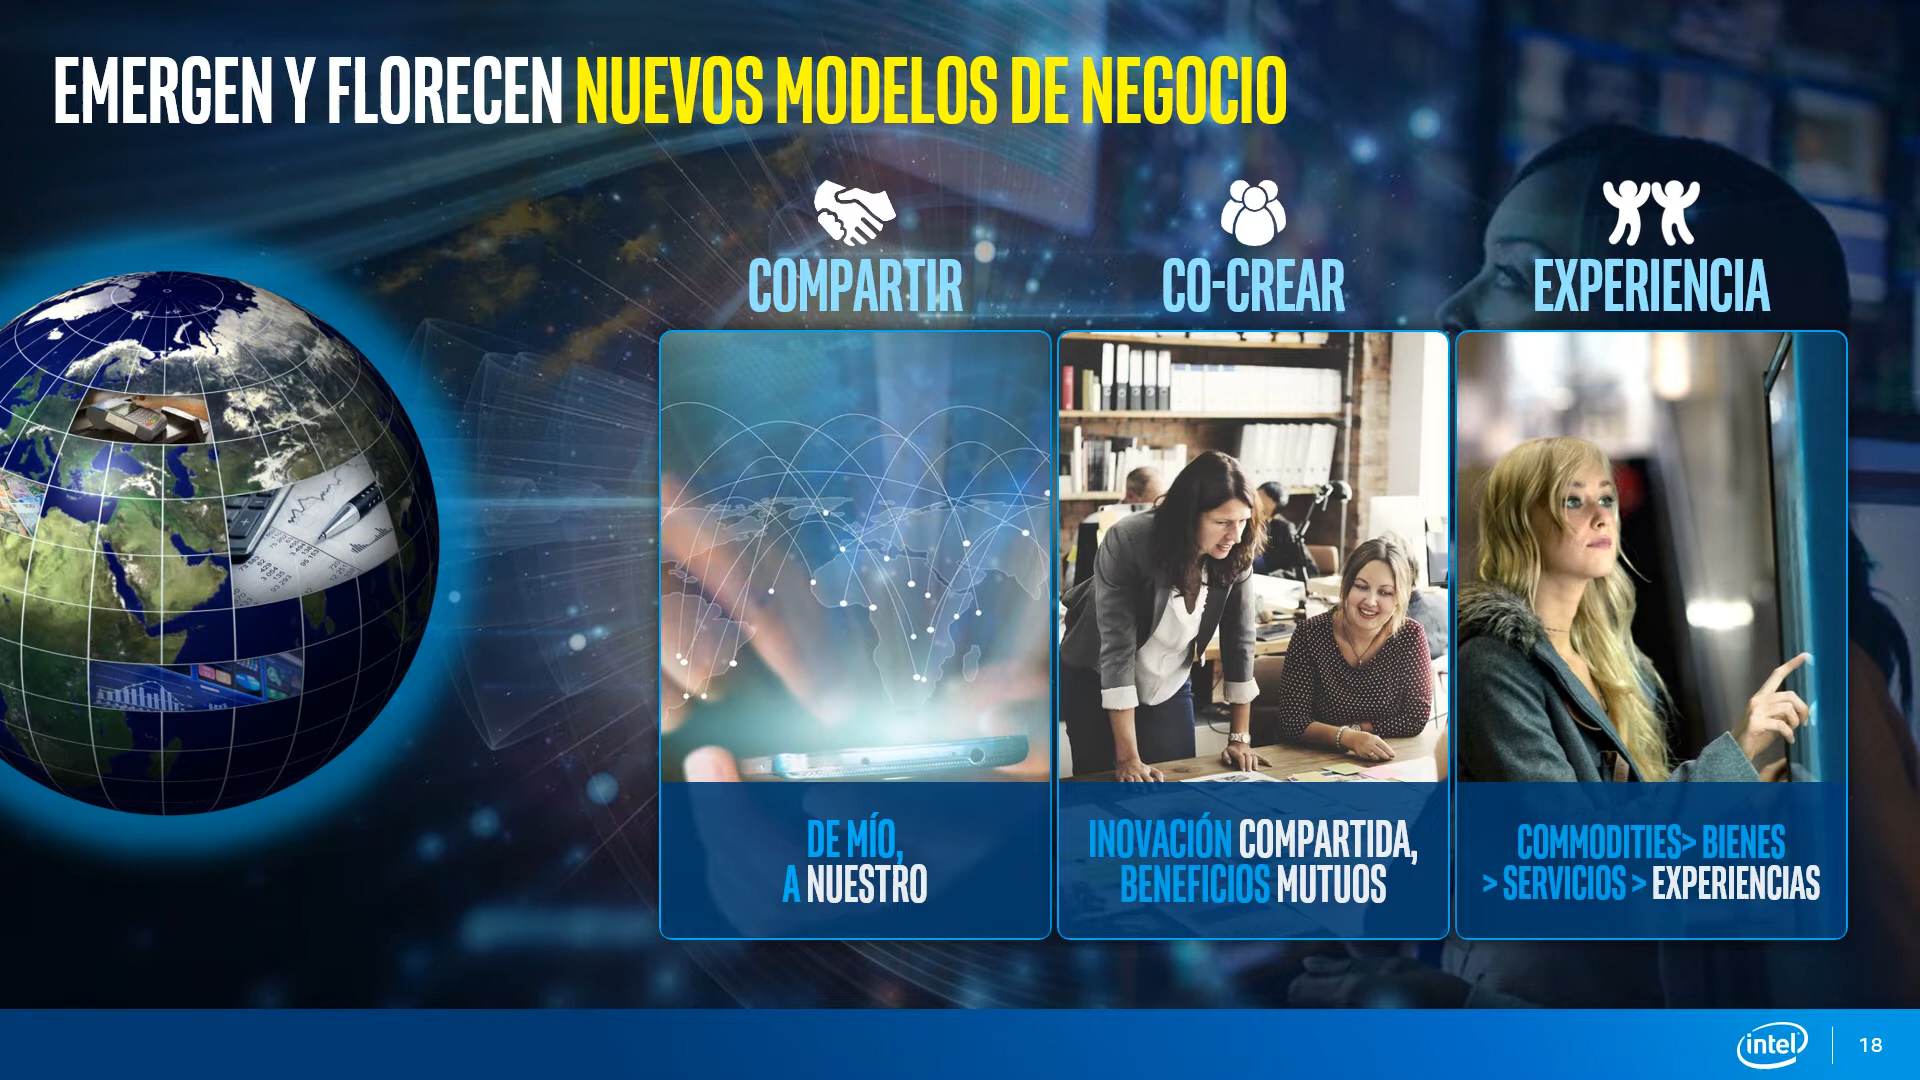 EMERGEN Y FLORECEN NUEVOS MODELOS DE NEGOCIO
COMPARTIR
DE MÍO,
A NUESTRO
CO-CREAR
INOVACIÓN COMPARTIDA,
BENEFICIOS MUTUOS
EXPERIENCIA
COMMODITIES> BIENES
> SERVICIOS > EXPERIENCIAS
intel
18